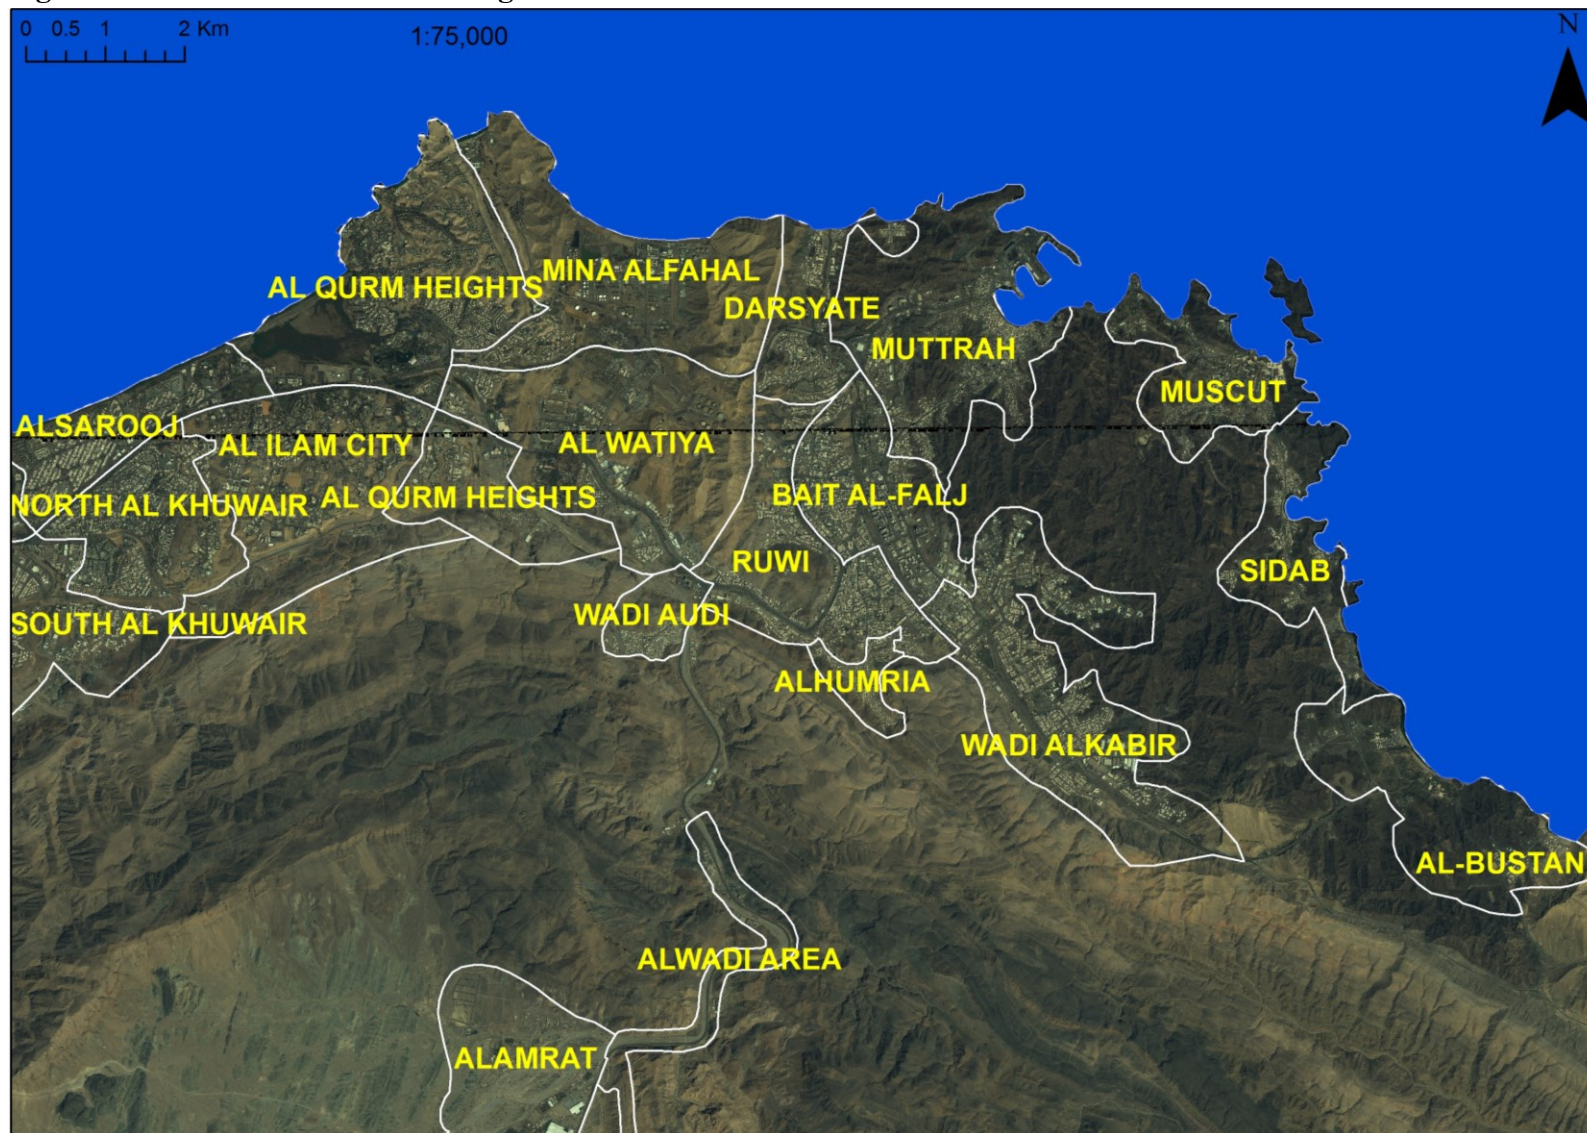 0 0.5 1 2 Km
1:75,000
N
AL QURM HEIGHTS
MINA ALFAHAL
DARSYATE
MUTTRAH
MUSCUT
ALSAROOJ
AL ILAM CITY
AL WATIYA
NORTH AL KHUWAIR
AL QURM HEIGHTS
BAIT AL-FALJ
RUWI
SIDAB
SOUTH AL KHUWAIR
WADI AUDI
ALHUMRIA
WADI ALKABIR
AL-BUSTAN
ALWADI AREA
ALAMRAT